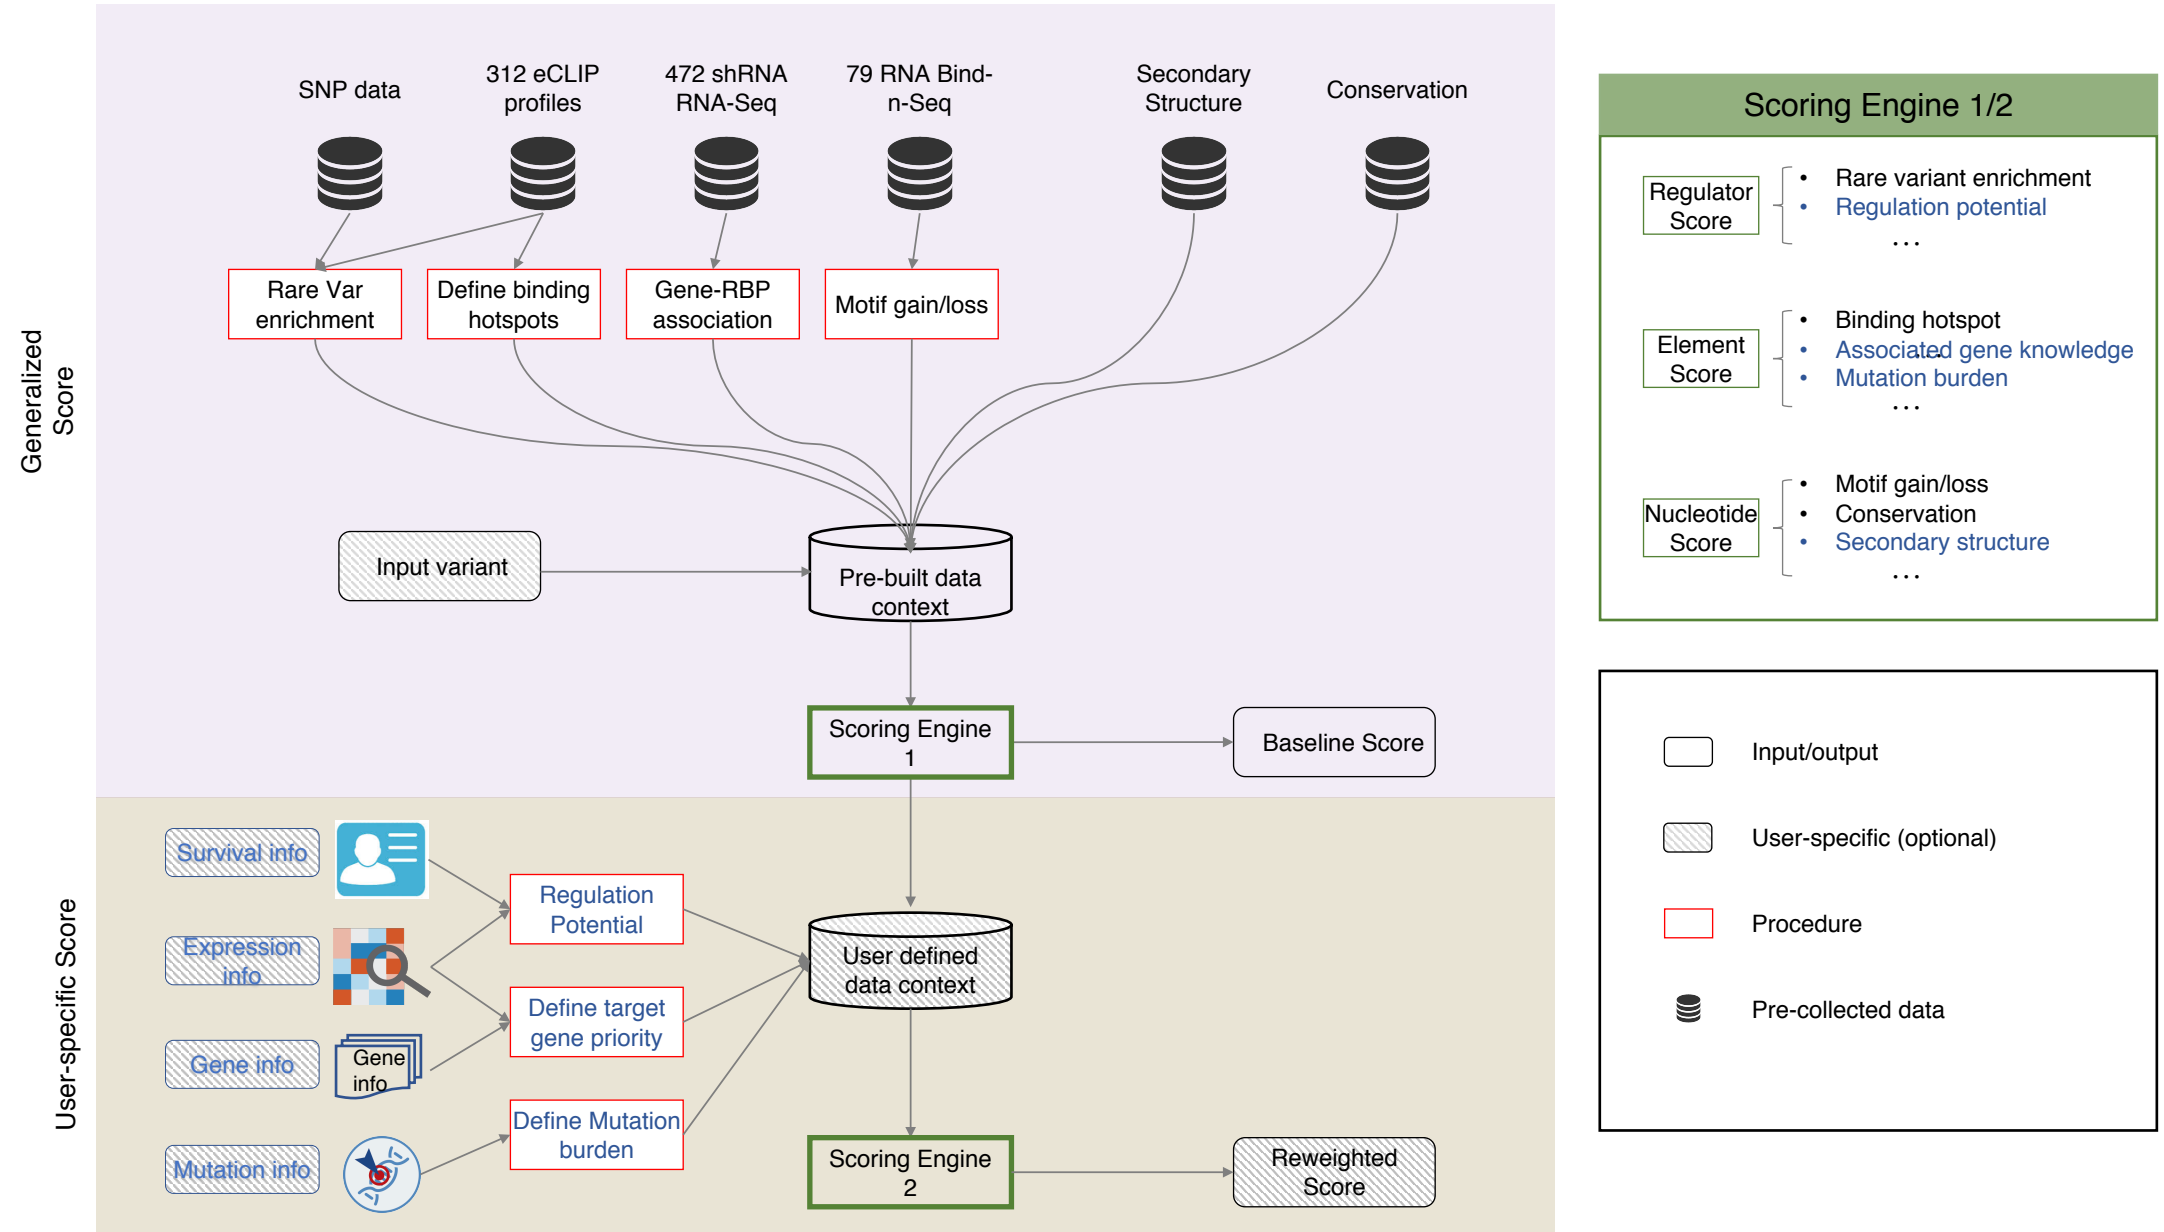 Generalized
Score
SNP data
312 eCLIP
profiles
472 shRNA
RNA-Seq
79 RNA Bind-
n-Seq
Secondary
Structure
Conservation
Rare Var
enrichment
Define binding
hotspots
Gene-RBP
association
Motif gain/loss
Input variant
Pre-built data
context
Scoring Engine
1
Baseline Score
User-specific Score
Survival info
Expression
info
Gene info
Gene
info
Mutation info
Regulation
Potential
Define target
gene priority
Define Mutation
burden
User defined
data context
Scoring Engine
2
Reweighted
Score
Scoring Engine 1/2
Regulator
Score
• Rare variant enrichment
• Regulation potential
...
Element
Score
• Binding hotspot
• Associated gene knowledge
...
• Mutation burden
...
Nucleotide
Score
• Motif gain/loss
• Conservation
• Secondary structure
...
Input/output
User-specific (optional)
Procedure
Pre-collected data